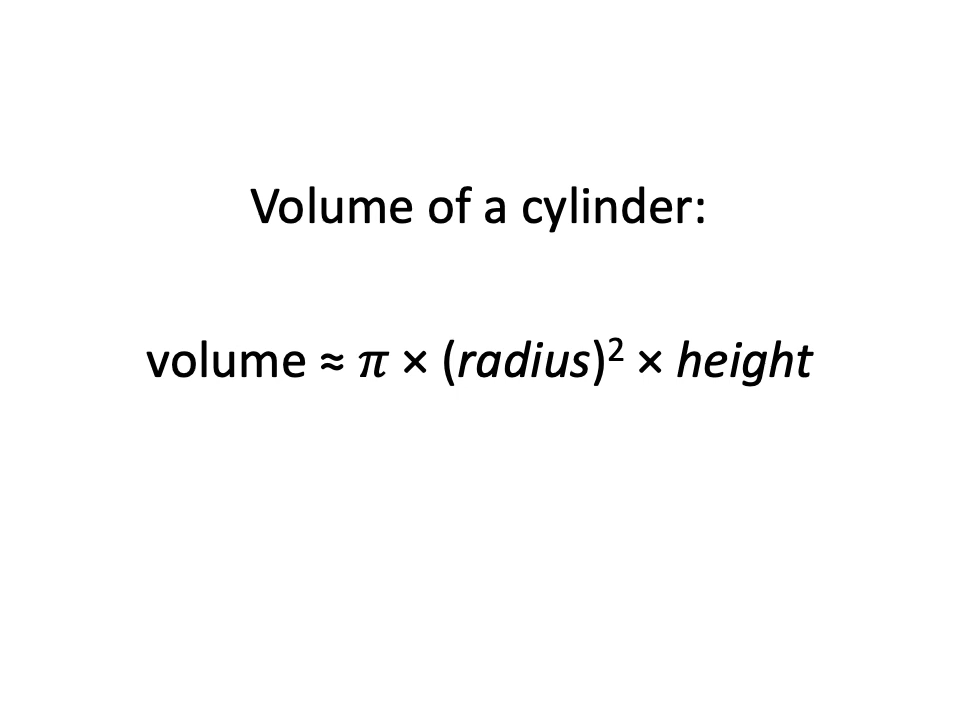 Volume of a cylinder:
volume ≈ 𝜋 × (radius)² × height